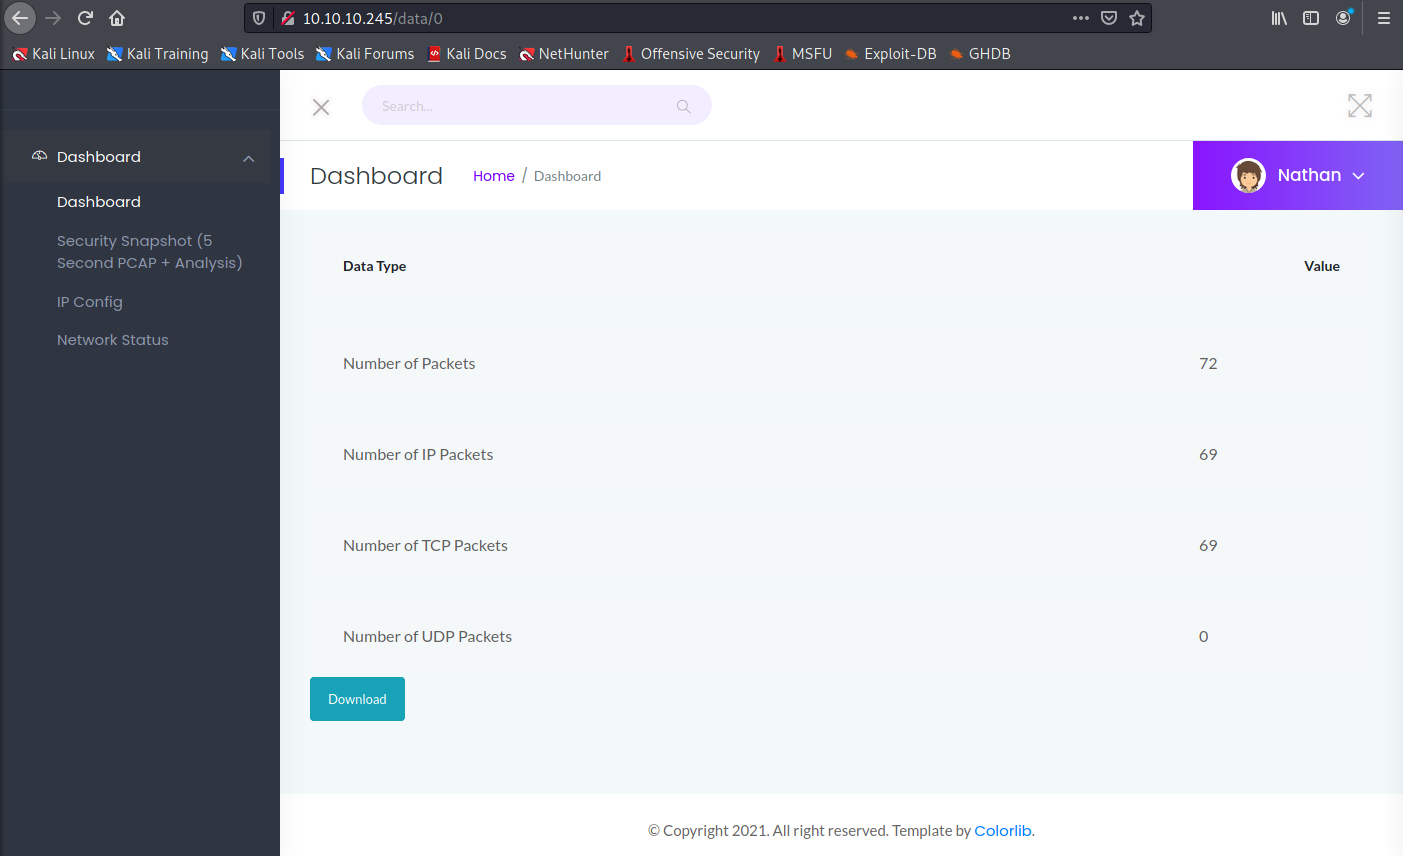 10.10.10.245/data/0
Kali Linux Kali Training Kali Tools Kali Forums Kali Docs NetHunter Offensive Security MSFU Exploit-DB GHDB
Search...
Dashboard
Dashboard
Security Snapshot (5
Second PCAP + Analysis)
IP Config
Network Status
Dashboard Home / Dashboard
Nathan
Data Type Value
Number of Packets 72
Number of IP Packets 69
Number of TCP Packets 69
Number of UDP Packets 0
Download
© Copyright 2021. All right reserved. Template by Colorlib.